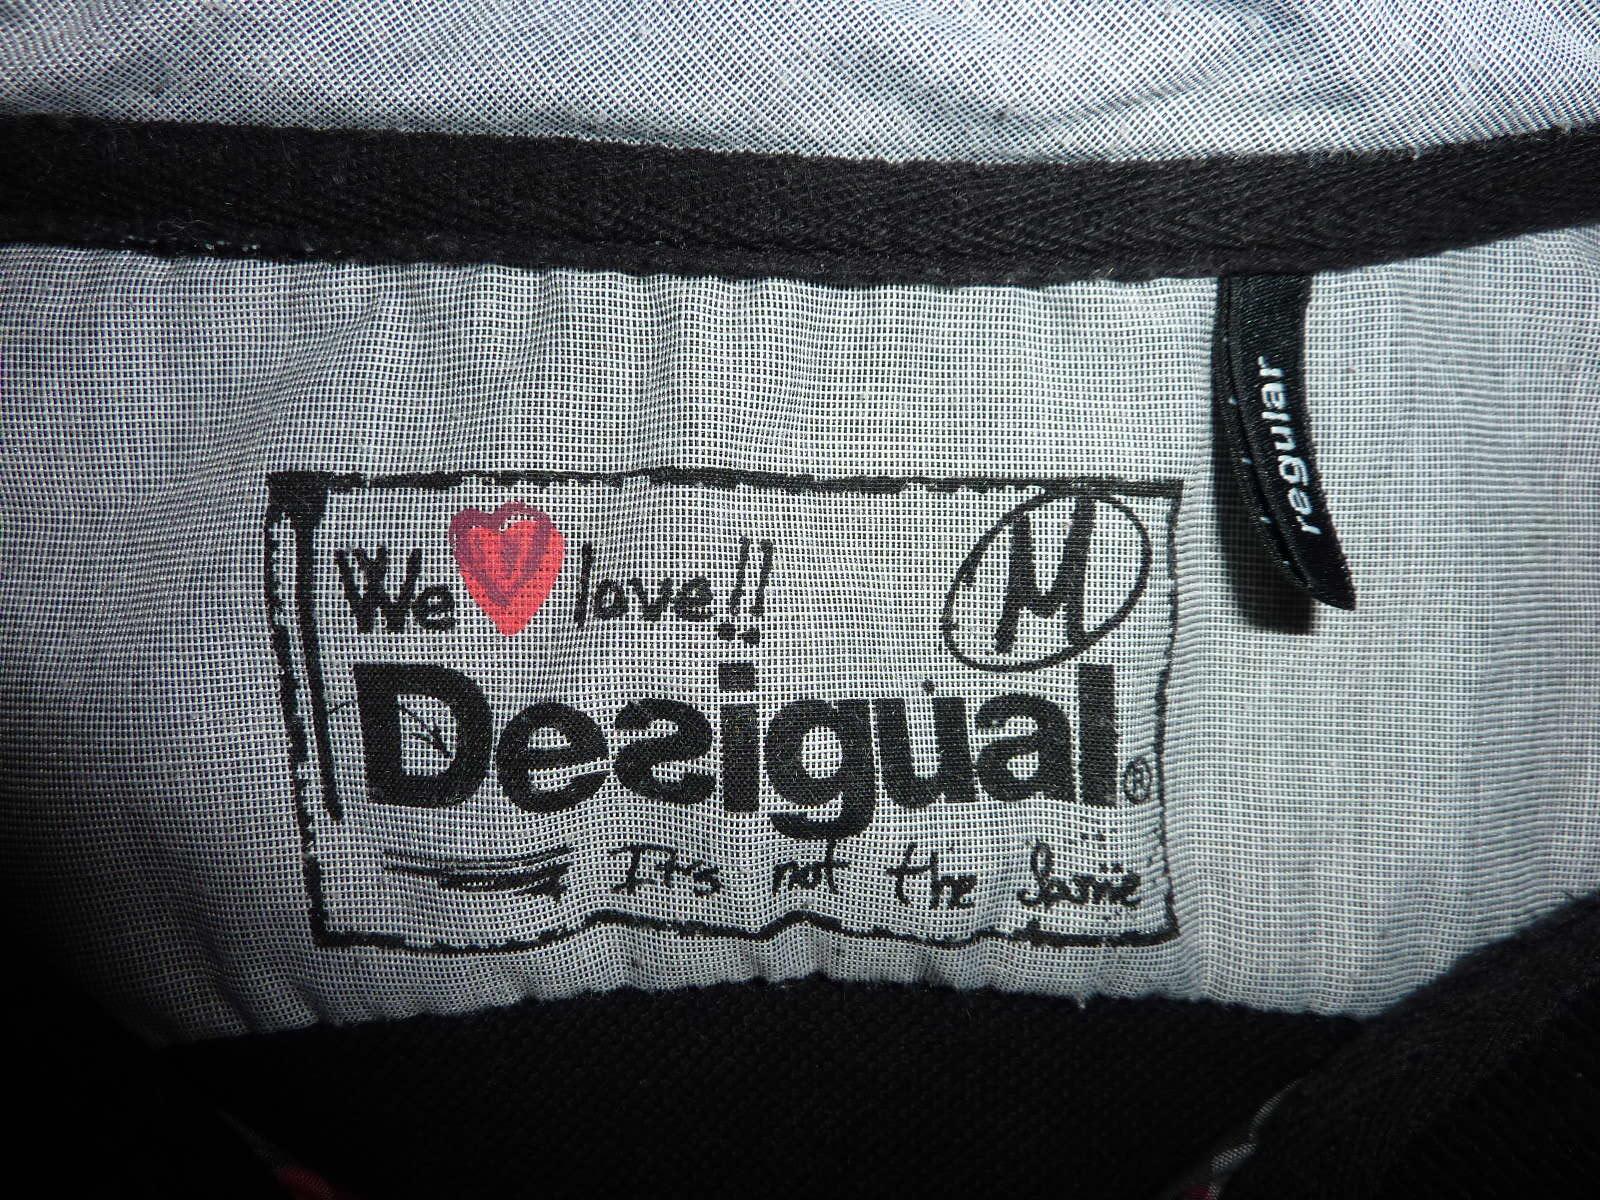 regular
We love!!
M
Desigual®
It's not the same